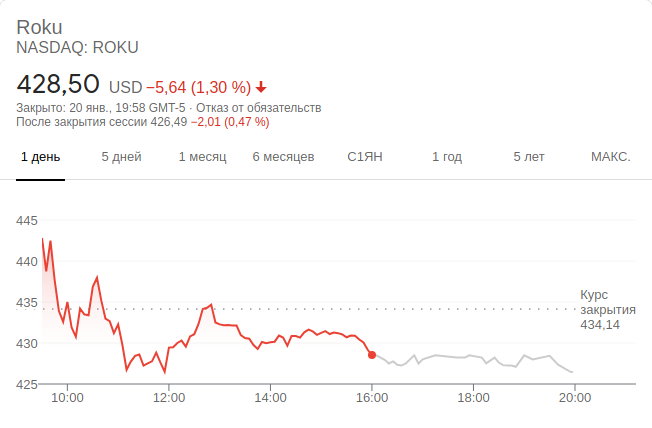 Roku
NASDAQ: ROKU
428,50 USD −5,64 (1,30 %)
Закрыто: 20 янв., 19:58 GMT-5 · Отказ от обязательств
После закрытия сессии 426,49 −2,01 (0,47 %)
1 день 5 дней 1 месяц 6 месяцев С1ЯН 1 год 5 лет МАКС.
445
440
435
430
425
Курс
закрытия
434,14
10:00 12:00 14:00 16:00 18:00 20:00